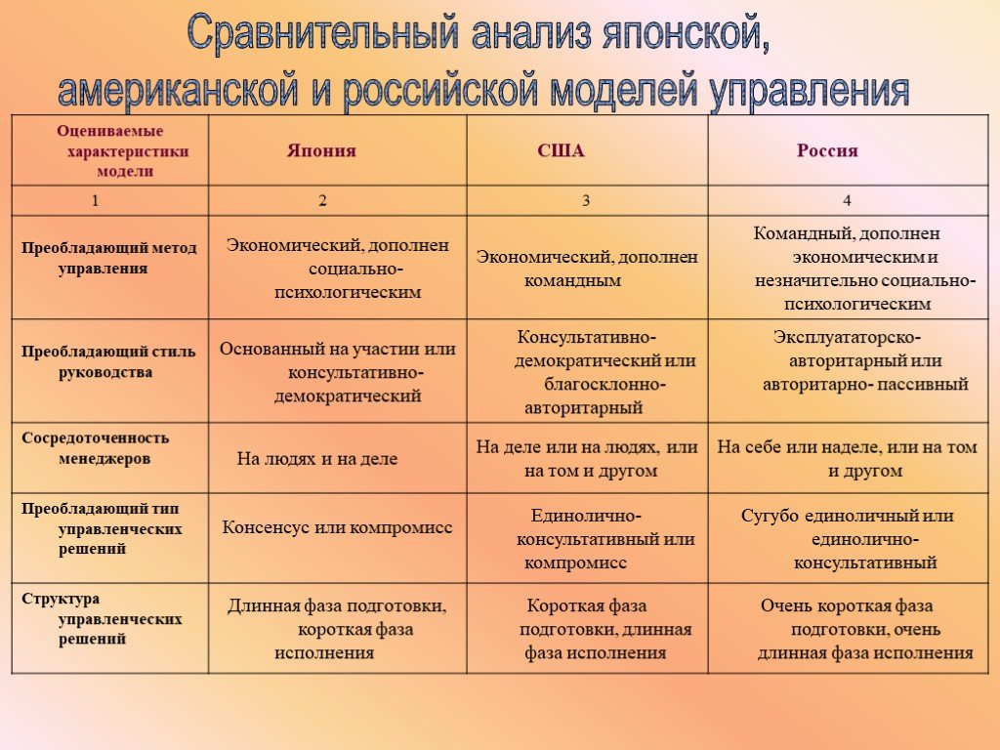 Сравнительный анализ японской,
американской и российской моделей управления
Оцениваемые
характеристики
модели
Япония
США
Россия
1
2
3
4
Преобладающий метод
управления
Экономический, дополнен
социально-
психологическим
Экономический, дополнен
командным
Командный, дополнен
экономическим и
незначительно социально-
психологическим
Преобладающий стиль
руководства
Основанный на участии или
консультативно-
демократический
Консультативно-
демократический или
благосклонно-
авторитарный
Эксплуататорско-
авторитарный или
авторитарно- пассивный
Сосредоточенность
менеджеров
На людях и на деле
На деле или на людях, или
на том и другом
На себе или наделе, или на том
и другом
Преобладающий тип
управленческих
решений
Консенсус или компромисс
Единолично-
консультативный или
компромисс
Сугубо единоличный или
единолично-
консультативный
Структура
управленческих
решений
Длинная фаза подготовки,
короткая фаза
исполнения
Короткая фаза
подготовки, длинная
фаза исполнения
Очень короткая фаза
подготовки, очень
длинная фаза исполнения